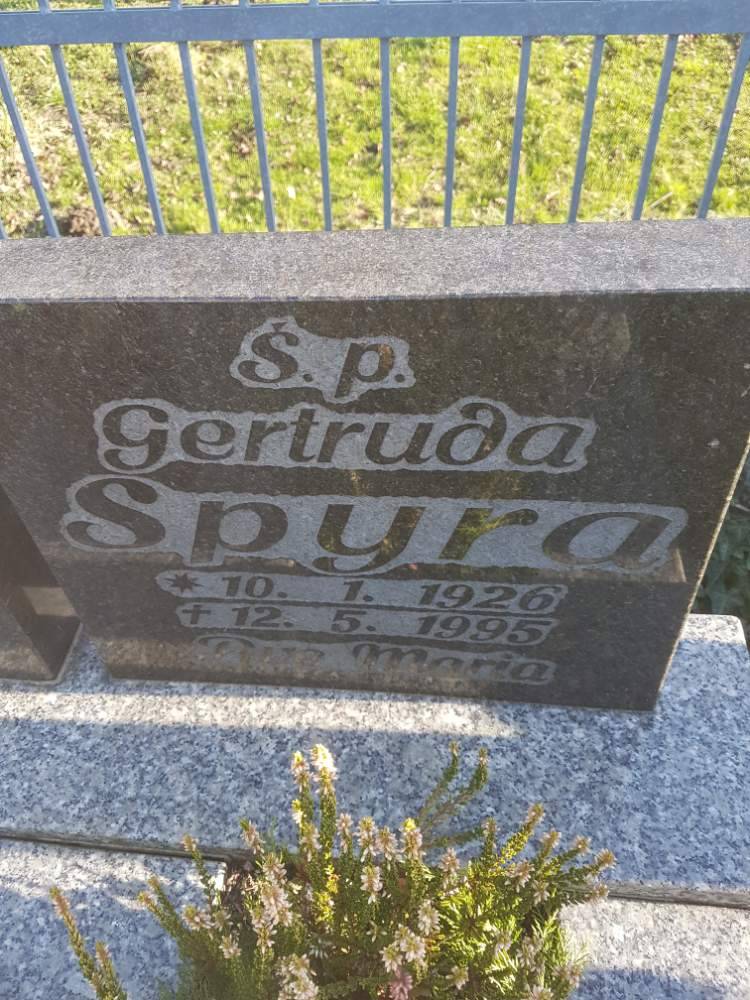 Ś. p.
Gertruda
Spyra
* 10. 1. 1926
† 12. 5. 1995
Ave Maria